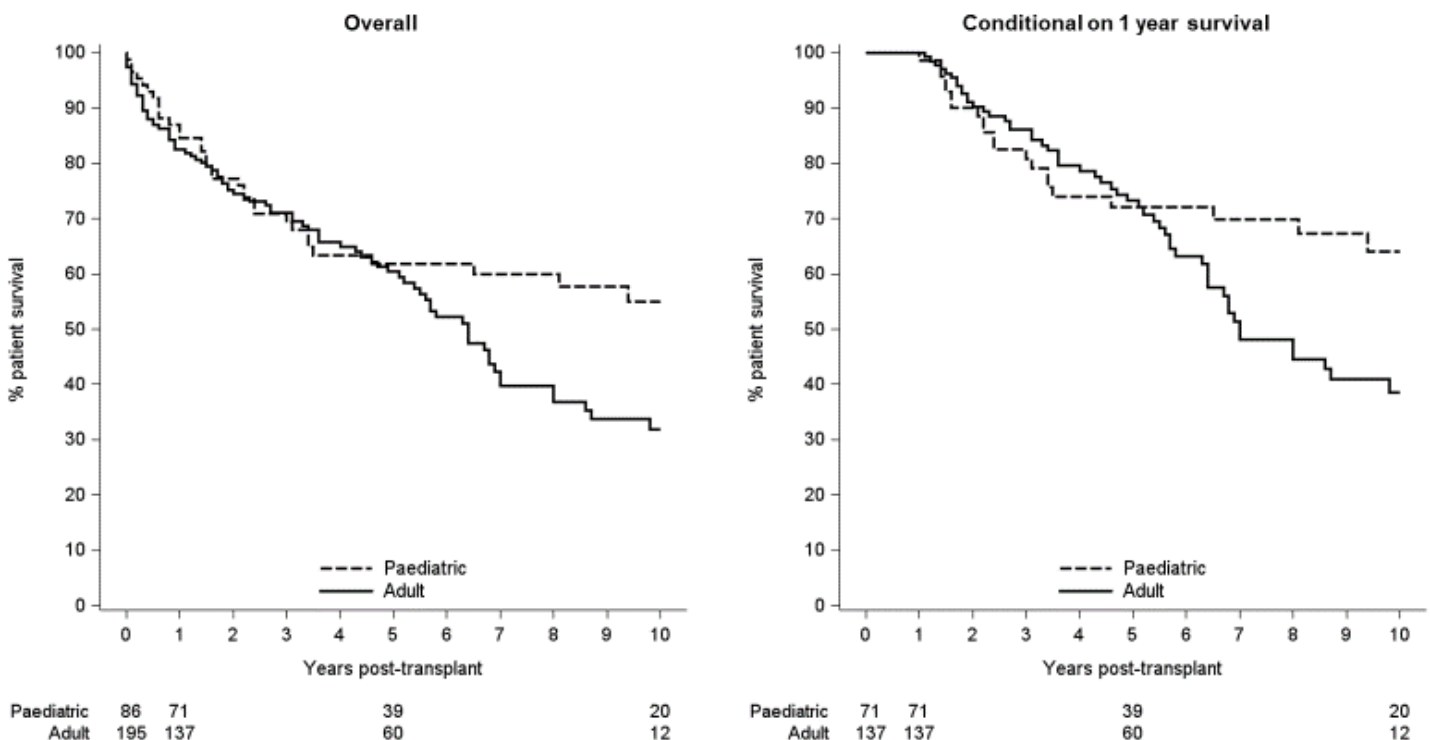 Overall
100
90
80
70
60
50
40
30
20
10
0
% patient survival
Paediatric
Adult
0 1 2 3 4 5 6 7 8 9 10
Years post-transplant
Paediatric 86 71 39 20
Adult 195 137 60 12
Conditional on 1 year survival
100
90
80
70
60
50
40
30
20
10
0
% patient survival
Paediatric
Adult
0 1 2 3 4 5 6 7 8 9 10
Years post-transplant
Paediatric 71 71 39 20
Adult 137 137 60 12